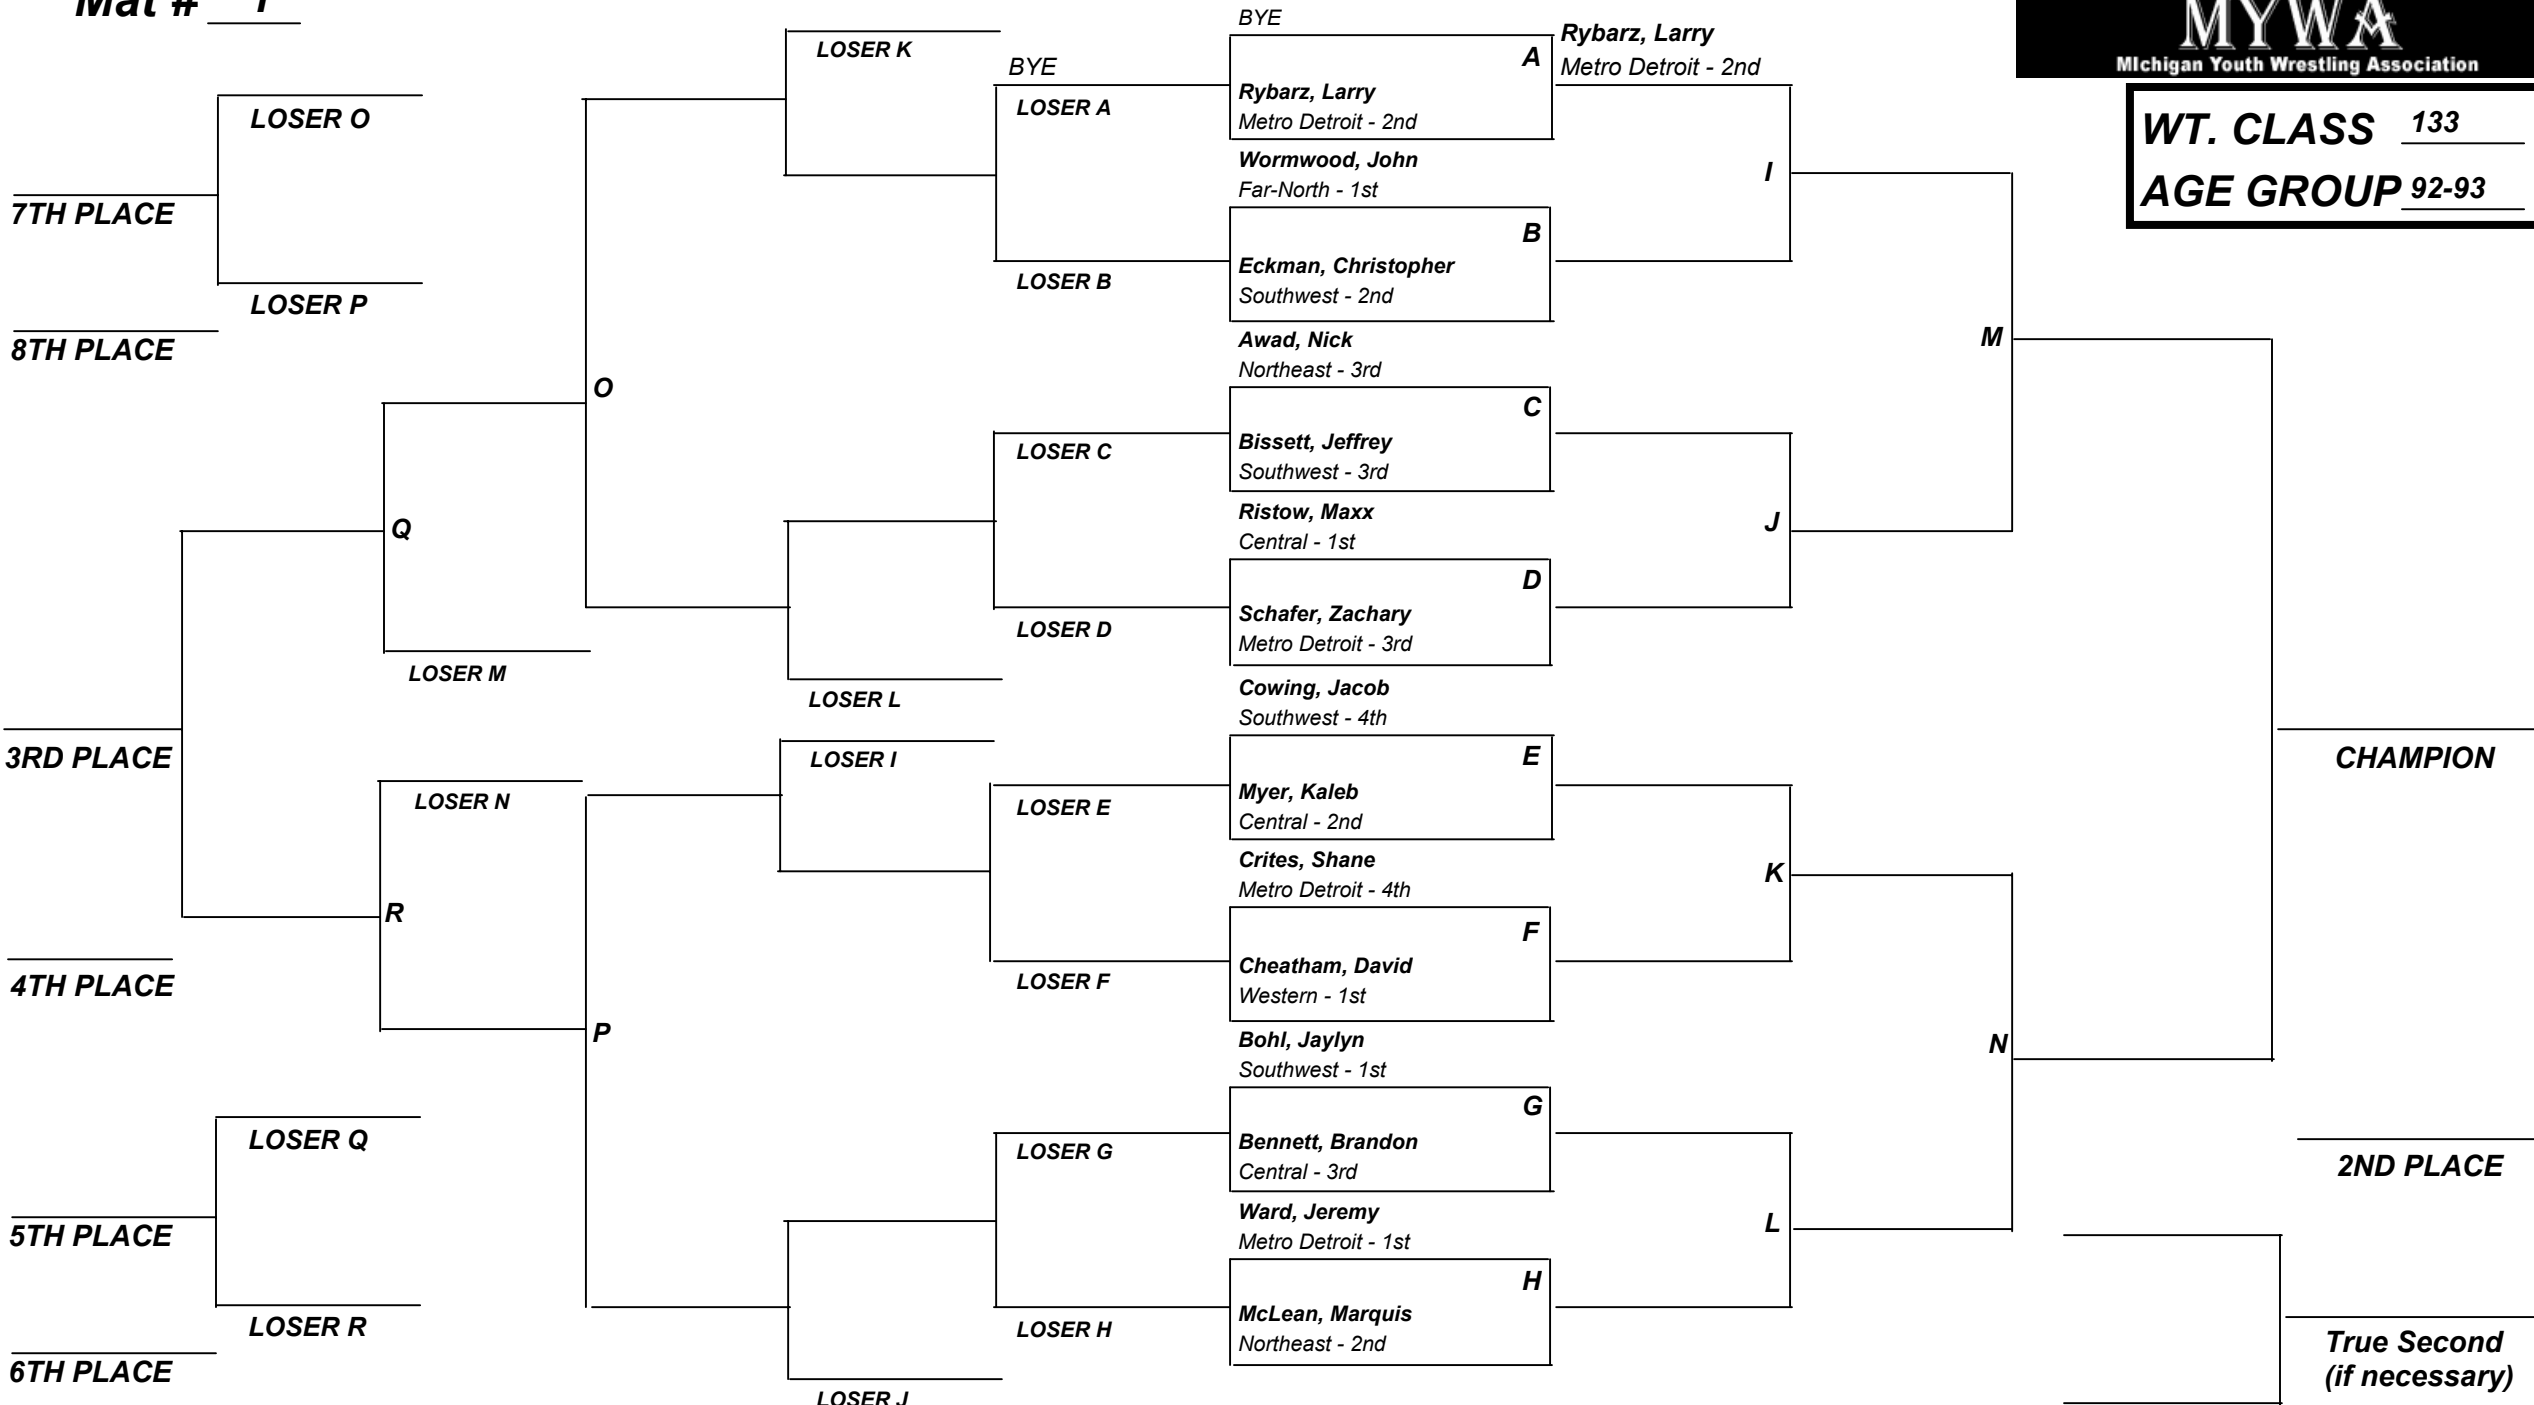 Mat # 1
MYWA
MIchigan Youth Wrestling Association
WT. CLASS 133
AGE GROUP 92-93
LOSER O
7TH PLACE
LOSER P
8TH PLACE
Q
LOSER M
3RD PLACE
LOSER N
R
4TH PLACE
LOSER Q
5TH PLACE
LOSER R
6TH PLACE
O
P
LOSER K
LOSER L
LOSER I
LOSER J
BYE
LOSER A
LOSER B
LOSER C
LOSER D
LOSER E
LOSER F
LOSER G
LOSER H
BYE
A
Rybarz, Larry
Metro Detroit - 2nd
Wormwood, John
Far-North - 1st
B
Eckman, Christopher
Southwest - 2nd
Awad, Nick
Northeast - 3rd
C
Bissett, Jeffrey
Southwest - 3rd
Ristow, Maxx
Central - 1st
D
Schafer, Zachary
Metro Detroit - 3rd
Cowing, Jacob
Southwest - 4th
E
Myer, Kaleb
Central - 2nd
Crites, Shane
Metro Detroit - 4th
F
Cheatham, David
Western - 1st
Bohl, Jaylyn
Southwest - 1st
G
Bennett, Brandon
Central - 3rd
Ward, Jeremy
Metro Detroit - 1st
H
McLean, Marquis
Northeast - 2nd
Rybarz, Larry
Metro Detroit - 2nd
I
J
K
L
M
N
CHAMPION
2ND PLACE
True Second
(if necessary)